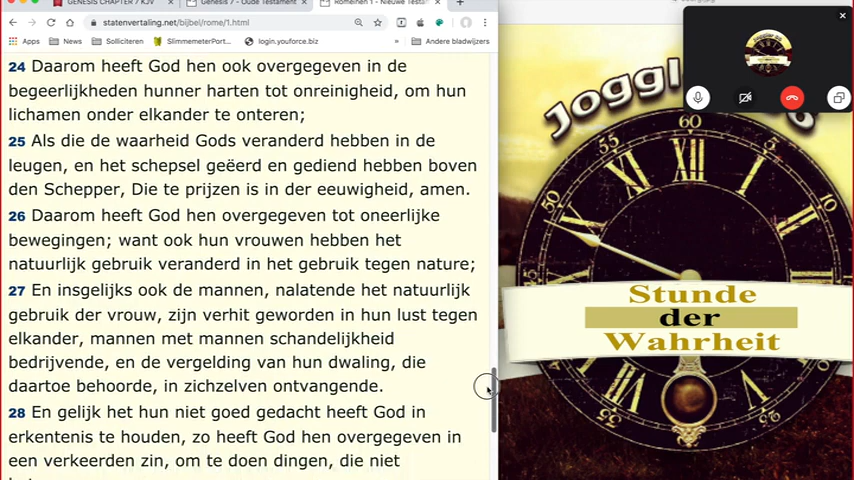 GENESIS CHAPTER 7 KJV
Genesis 7 - Oude Testament
Romeinen 1 - Nieuwe Testament
statenvertaling.net/bijbel/rome/1.html
Apps News Solliciteren SlimmemeterPort... login.youforce.biz » Andere bladwijzers
24 Daarom heeft God hen ook overgegeven in de
begeerlijkheden hunner harten tot onreinigheid, om hun
lichamen onder elkander te onteren;
25 Als die de waarheid Gods veranderd hebben in de
leugen, en het schepsel geëerd en gediend hebben boven
den Schepper, Die te prijzen is in der eeuwigheid, amen.
26 Daarom heeft God hen overgegeven tot oneerlijke
bewegingen; want ook hun vrouwen hebben het
natuurlijk gebruik veranderd in het gebruik tegen nature;
27 En insgelijks ook de mannen, nalatende het natuurlijk
gebruik der vrouw, zijn verhit geworden in hun lust tegen
elkander, mannen met mannen schandelijkheid
bedrijvende, en de vergelding van hun dwaling, die
daartoe behoorde, in zichzelven ontvangende.
28 En gelijk het hun niet goed gedacht heeft God in
erkentenis te houden, zo heeft God hen overgegeven in
een verkeerden zin, om te doen dingen, die niet
60
55 5
50 10
XI XII I
Stunde
der
Wahrheit